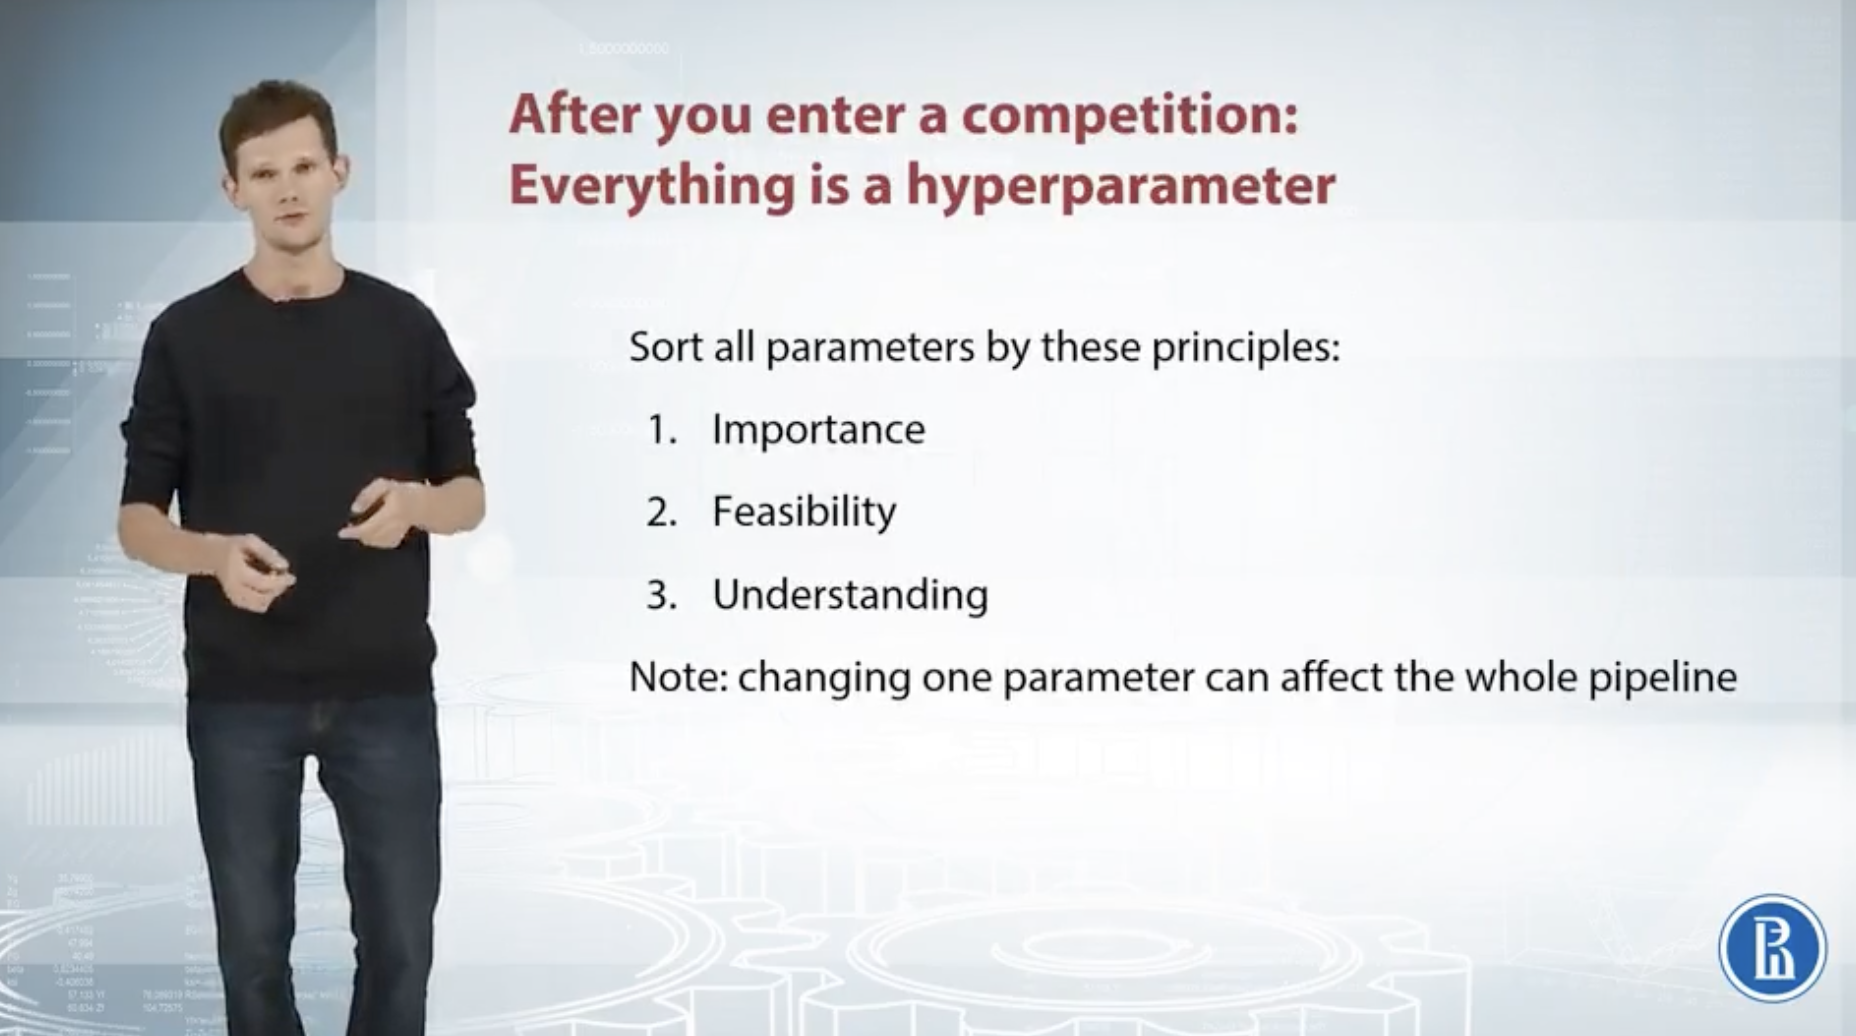 After you enter a competition:
Everything is a hyperparameter
Sort all parameters by these principles:
1. Importance
2. Feasibility
3. Understanding
Note: changing one parameter can affect the whole pipeline